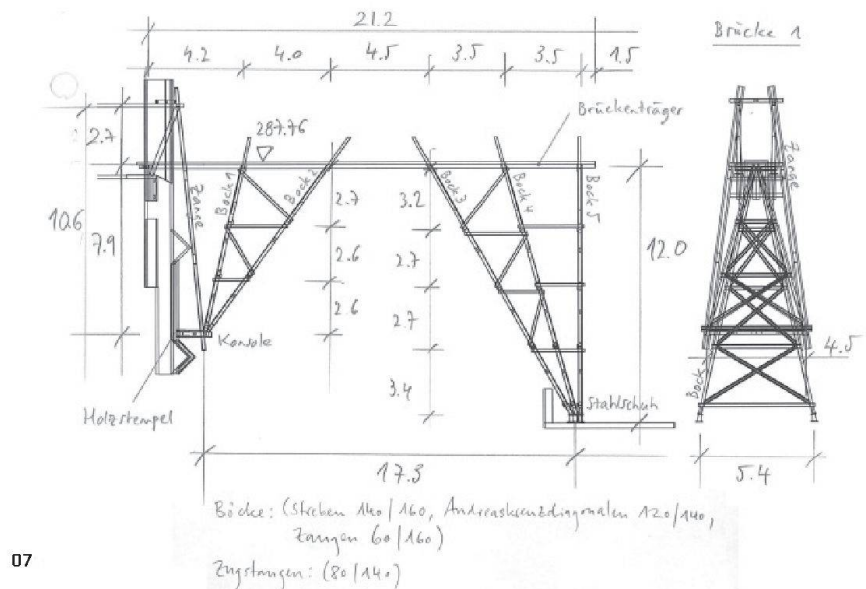 21.2
Brücke 1
4.2 4.0 4.5 3.5 3.5 1.5
Brückenträger
287.76
2.7
Zange
Bock 1
Bock 2
Bock 3
Bock 4
Bock 5
Zange
10.6
7.9
2.7
2.6
2.6
3.2
2.7
2.7
3.4
12.0
4.5
Konsole
Bock
Holzstempel
Stahlschuh
17.3
5.4
Böcke: (Streben 140/160, Andreaskreuzdiagonalen 120/140,
Zangen 60/160)
Zugstangen: (80/140)
07